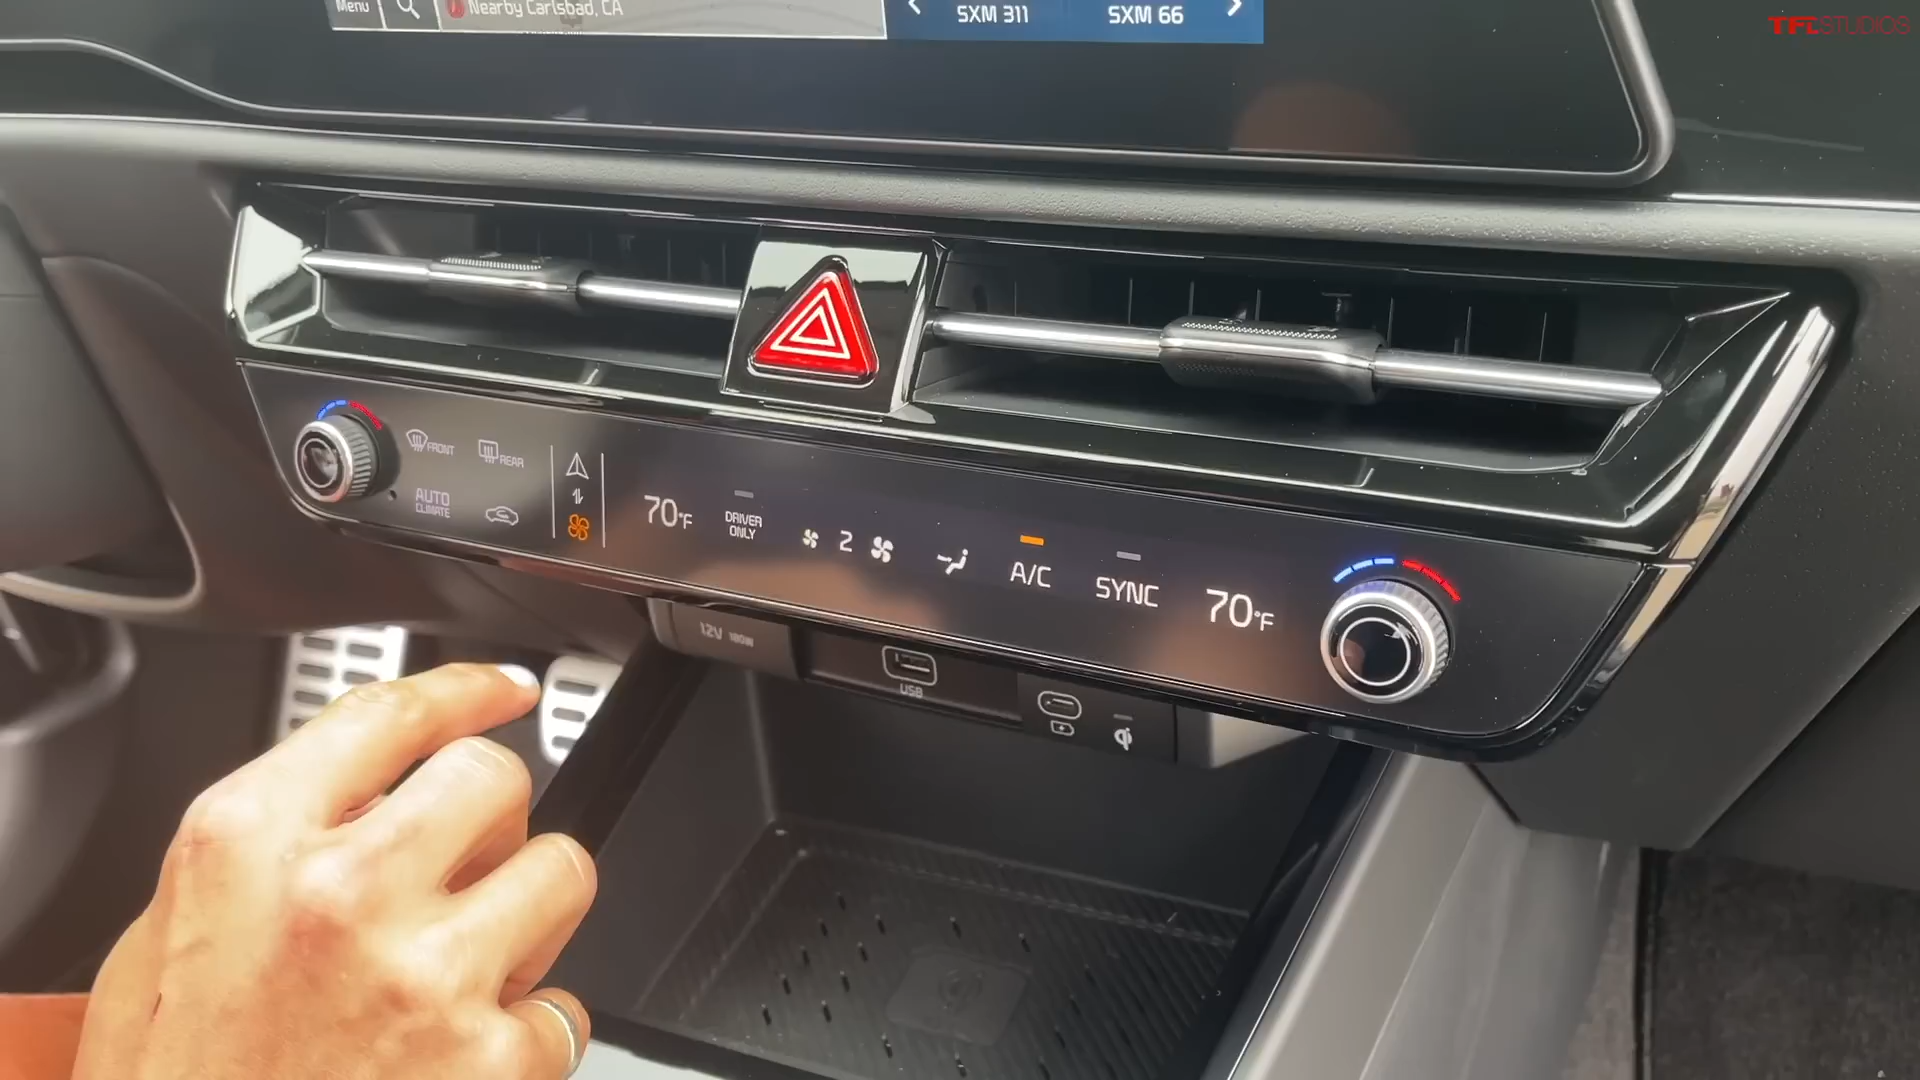 Menu
Nearby Carlsbad, CA
SXM 311
SXM 66
TFLSTUDIOS
FRONT
REAR
AUTO
CLIMATE
70°F
DRIVER
ONLY
2
A/C
SYNC
70°F
12V 180W
USB